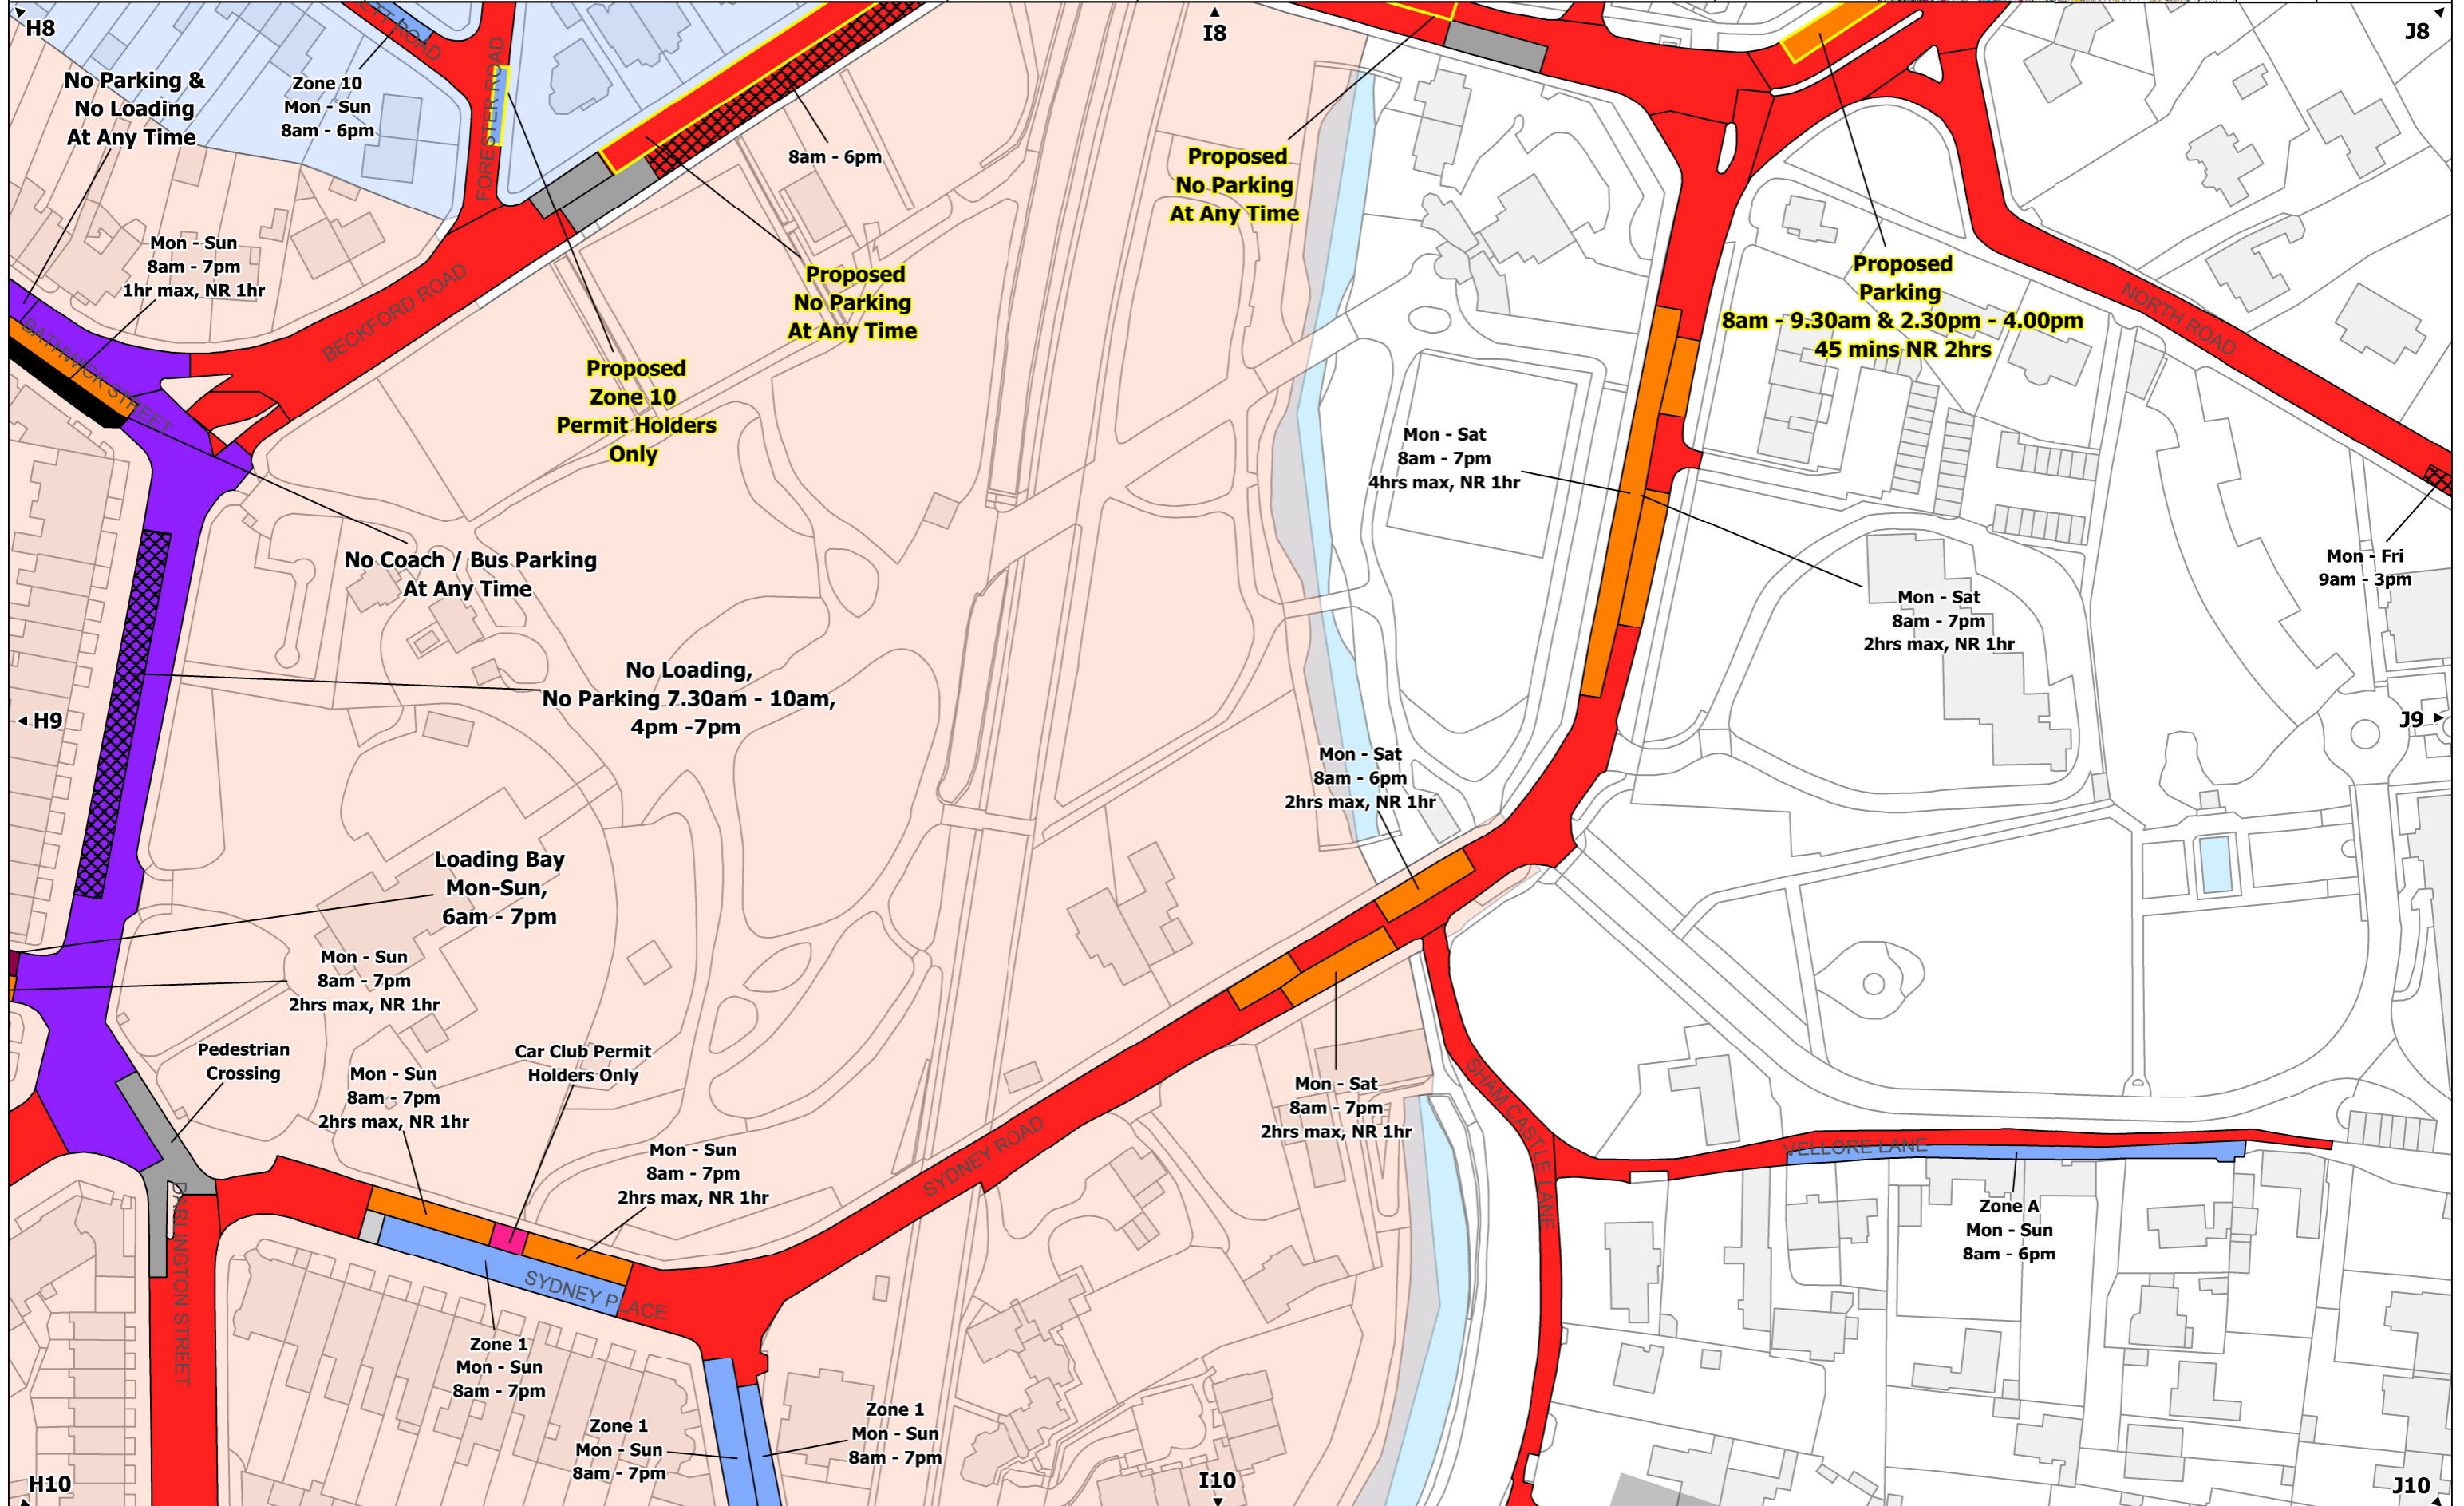 H8
I8
J8
No Parking &
No Loading
At Any Time
Zone 10
Mon - Sun
8am - 6pm
ROAD
FORESTER ROAD
8am - 6pm
Proposed
No Parking
At Any Time
Mon - Sun
8am - 7pm
1hr max, NR 1hr
BECKFORD ROAD
BATHWICK STREET
Proposed
No Parking
At Any Time
Proposed
Zone 10
Permit Holders
Only
Proposed
Parking
8am - 9.30am & 2.30pm - 4.00pm
45 mins NR 2hrs
NORTH ROAD
Mon - Sat
8am - 7pm
4hrs max, NR 1hr
No Coach / Bus Parking
At Any Time
Mon - Fri
9am - 3pm
Mon - Sat
8am - 7pm
2hrs max, NR 1hr
No Loading,
No Parking 7.30am - 10am,
4pm -7pm
H9
J9
Mon - Sat
8am - 6pm
2hrs max, NR 1hr
Loading Bay
Mon-Sun,
6am - 7pm
Mon - Sun
8am - 7pm
2hrs max, NR 1hr
Pedestrian
Crossing
Mon - Sun
8am - 7pm
2hrs max, NR 1hr
Car Club Permit
Holders Only
Mon - Sun
8am - 7pm
2hrs max, NR 1hr
SYDNEY ROAD
Mon - Sat
8am - 7pm
2hrs max, NR 1hr
SHAM CASTLE LANE
VELLORE LANE
Zone A
Mon - Sun
8am - 6pm
DARLINGTON STREET
SYDNEY PLACE
Zone 1
Mon - Sun
8am - 7pm
Zone 1
Mon - Sun
8am - 7pm
Zone 1
Mon - Sun
8am - 7pm
H10
I10
J10